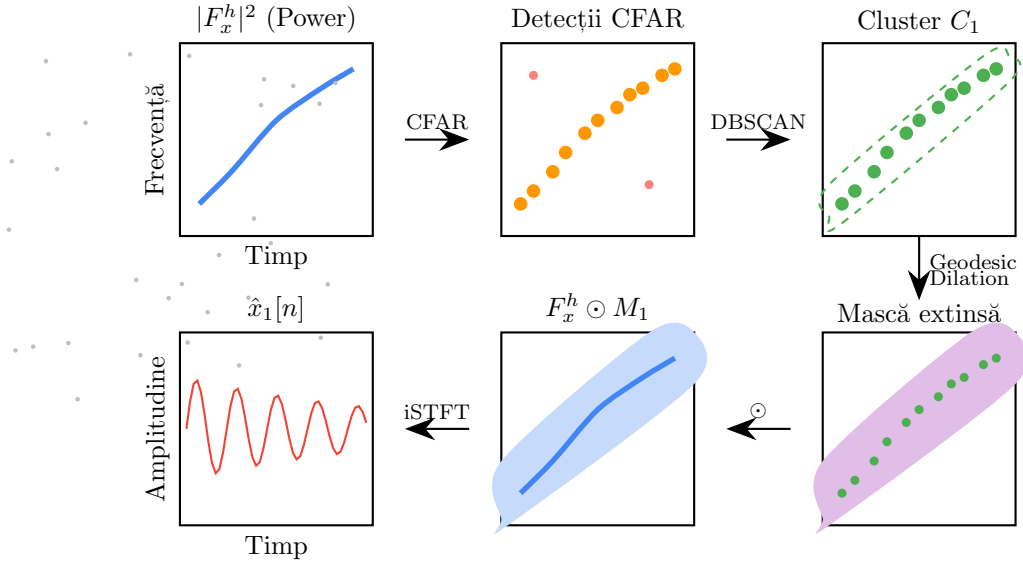 |F_x^h|^2 (Power)
Detecții CFAR
Cluster C_1
Frecvență
CFAR
DBSCAN
Timp
Geodesic
Dilation
x̂_1[n]
F_x^h ⊙ M_1
Mască extinsă
Amplitudine
iSTFT
⊙
Timp